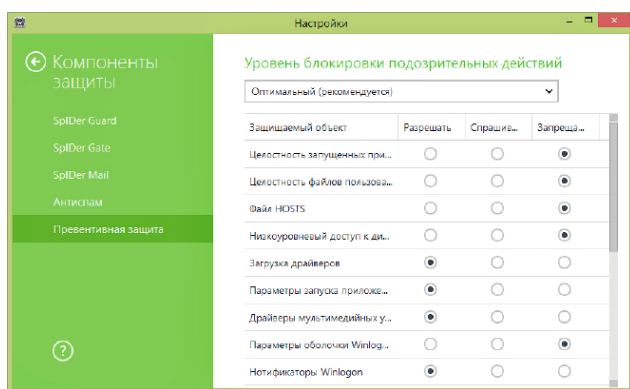 Настройки
Компоненты
защиты
SpIDer Guard
SpIDer Gate
SpIDer Mail
Антиспам
Превентивная защита
?
Уровень блокировки подозрительных действий
Оптимальный (рекомендуется)
Защищаемый объект Разрешать Спрашив... Запреща...
Целостность запущенных при...
Целостность файлов пользова...
Файл HOSTS
Низкоуровневый доступ к ди...
Загрузка драйверов
Параметры запуска приложе...
Драйверы мультимедийных у...
Параметры оболочки Winlog...
Нотификаторы Winlogon